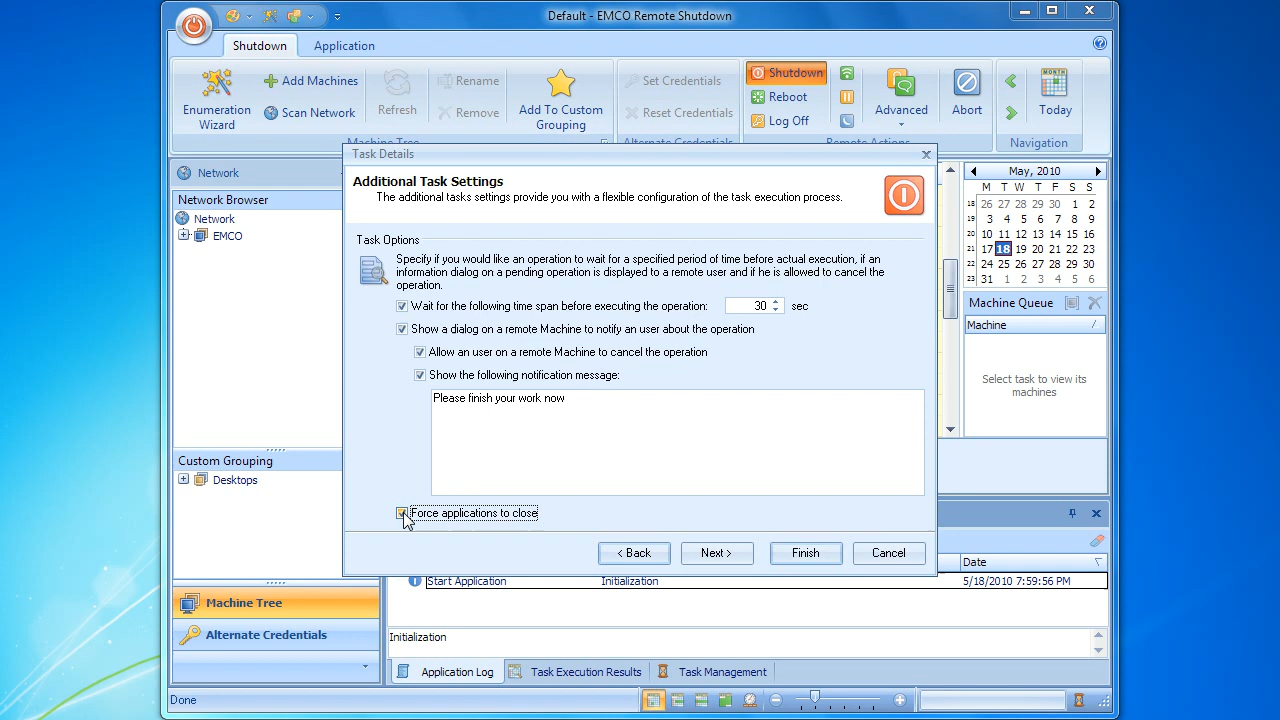 Default - EMCO Remote Shutdown
Shutdown
Application
Enumeration
Wizard
Add Machines
Scan Network
Refresh
Rename
Remove
Add To Custom
Grouping
Set Credentials
Reset Credentials
Shutdown
Reboot
Log Off
Advanced
Abort
MONTH
Today
Machine Tree
Alternate Credentials
Remote Actions
Navigation
Network
Network Browser
Network
EMCO
Custom Grouping
Desktops
Machine Tree
Alternate Credentials
Task Details
Additional Task Settings
The additional tasks settings provide you with a flexible configuration of the task execution process.
Task Options
Specify if you would like an operation to wait for a specified period of time before actual execution, if an
information dialog on a pending operation is displayed to a remote user and if he is allowed to cancel the
operation.
Wait for the following time span before executing the operation: 30 sec
Show a dialog on a remote Machine to notify an user about the operation
Allow an user on a remote Machine to cancel the operation
Show the following notification message:
Please finish your work now
Force applications to close
< Back
Next >
Finish
Cancel
May, 2010
M T W T F S S
18 26 27 28 29 30 1 2
19 3 4 5 6 7 8 9
20 10 11 12 13 14 15 16
21 17 18 19 20 21 22 23
22 24 25 26 27 28 29 30
23 31 1 2 3 4 5 6
Machine Queue
Machine
Select task to view its
machines
Date
Start Application Initialization 5/18/2010 7:59:56 PM
Initialization
Application Log
Task Execution Results
Task Management
Done